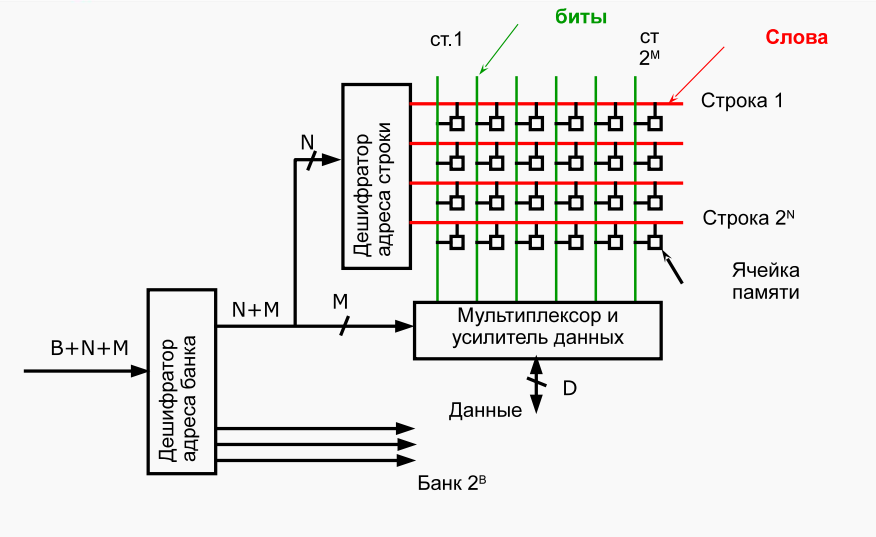 биты
ст.1
ст
2ᴹ
Слова
Строка 1
N
Дешифратор
адреса строки
Строка 2ᴺ
Ячейка
памяти
N+M
M
Мультиплексор и
усилитель данных
B+N+M
Дешифратор
адреса банка
D
Данные
Банк 2ᴮ